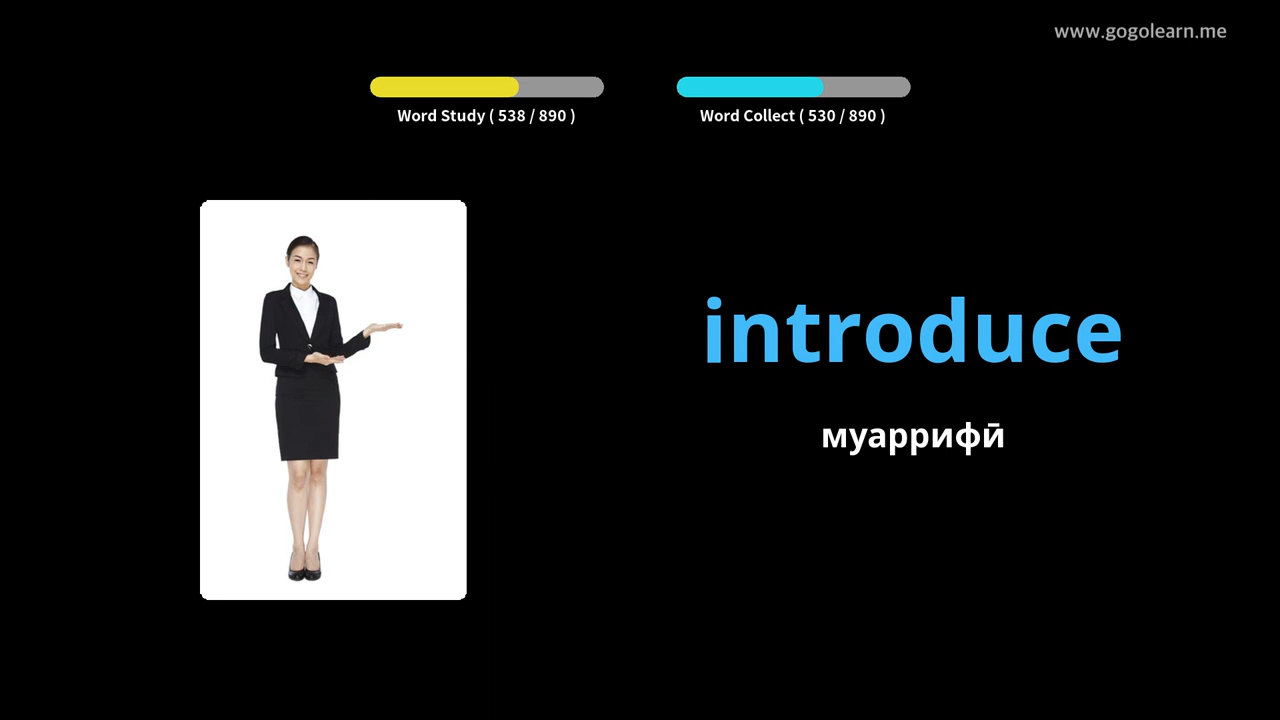 www.gogolearn.me
Word Study ( 538 / 890 )
Word Collect ( 530 / 890 )
introduce
муаррифӣ